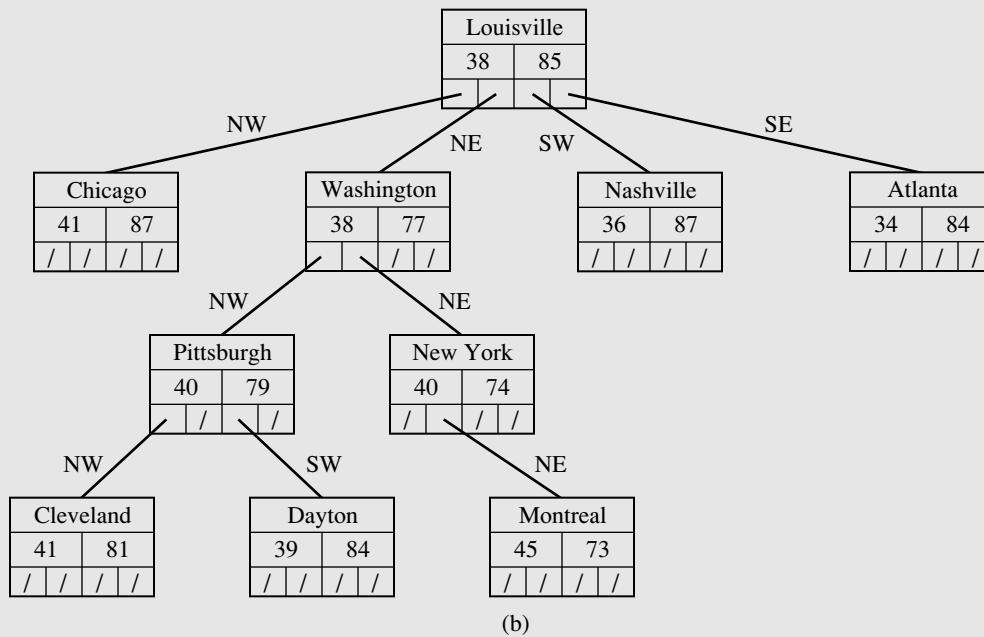 Louisville
38 85
NW NE SW SE
Chicago Washington Nashville Atlanta
41 87 38 77 36 87 34 84
/ / / / / / / / / / / / / /
NW NE
Pittsburgh New York
40 79 40 74
/ / / / /
NW SW NE
Cleveland Dayton Montreal
41 81 39 84 45 73
/ / / / / / / / / / / /
(b)